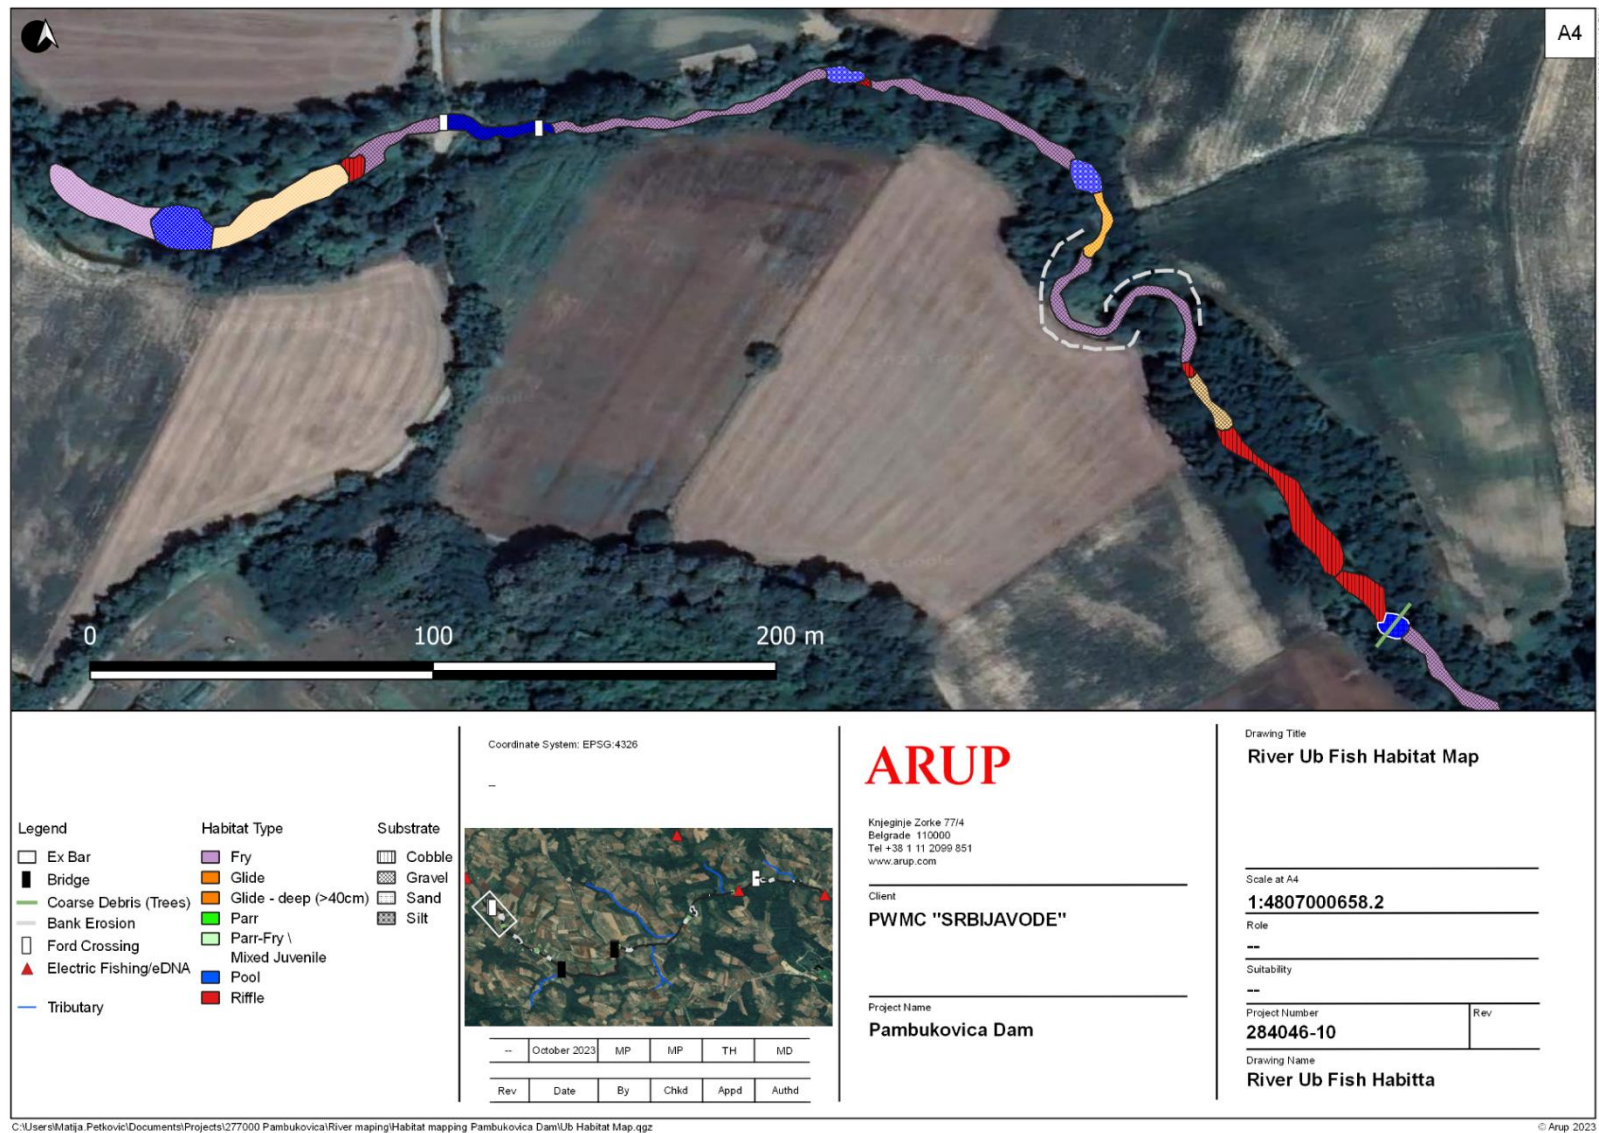 A4
0
100
200 m
Legend
Ex Bar
Bridge
Coarse Debris (Trees)
Bank Erosion
Ford Crossing
Electric Fishing/eDNA
Tributary
Habitat Type
Fry
Glide
Glide - deep (>40cm)
Parr
Parr-Fry \
Mixed Juvenile
Pool
Riffle
Substrate
Cobble
Gravel
Sand
Silt
Coordinate System: EPSG:4326
--
-- October 2023 MP MP TH MD
Rev Date By Chkd Appd Authd
ARUP
Knjeginje Zorke 77/4
Belgrade 110000
Tel +38 1 11 2099 851
www.arup.com
Client
PWMC "SRBIJAVODE"
Project Name
Pambukovica Dam
Drawing Title
River Ub Fish Habitat Map
Scale at A4
1:4807000658.2
Role
--
Suitability
--
Project Number
284046-10
Rev
Drawing Name
River Ub Fish Habitta
C:\Users\Matija.Petkovic\Documents\Projects\277000 Pambukovica\River maping\Habitat mapping Pambukovica Dam\Ub Habitat Map.qgz
© Arup 2023